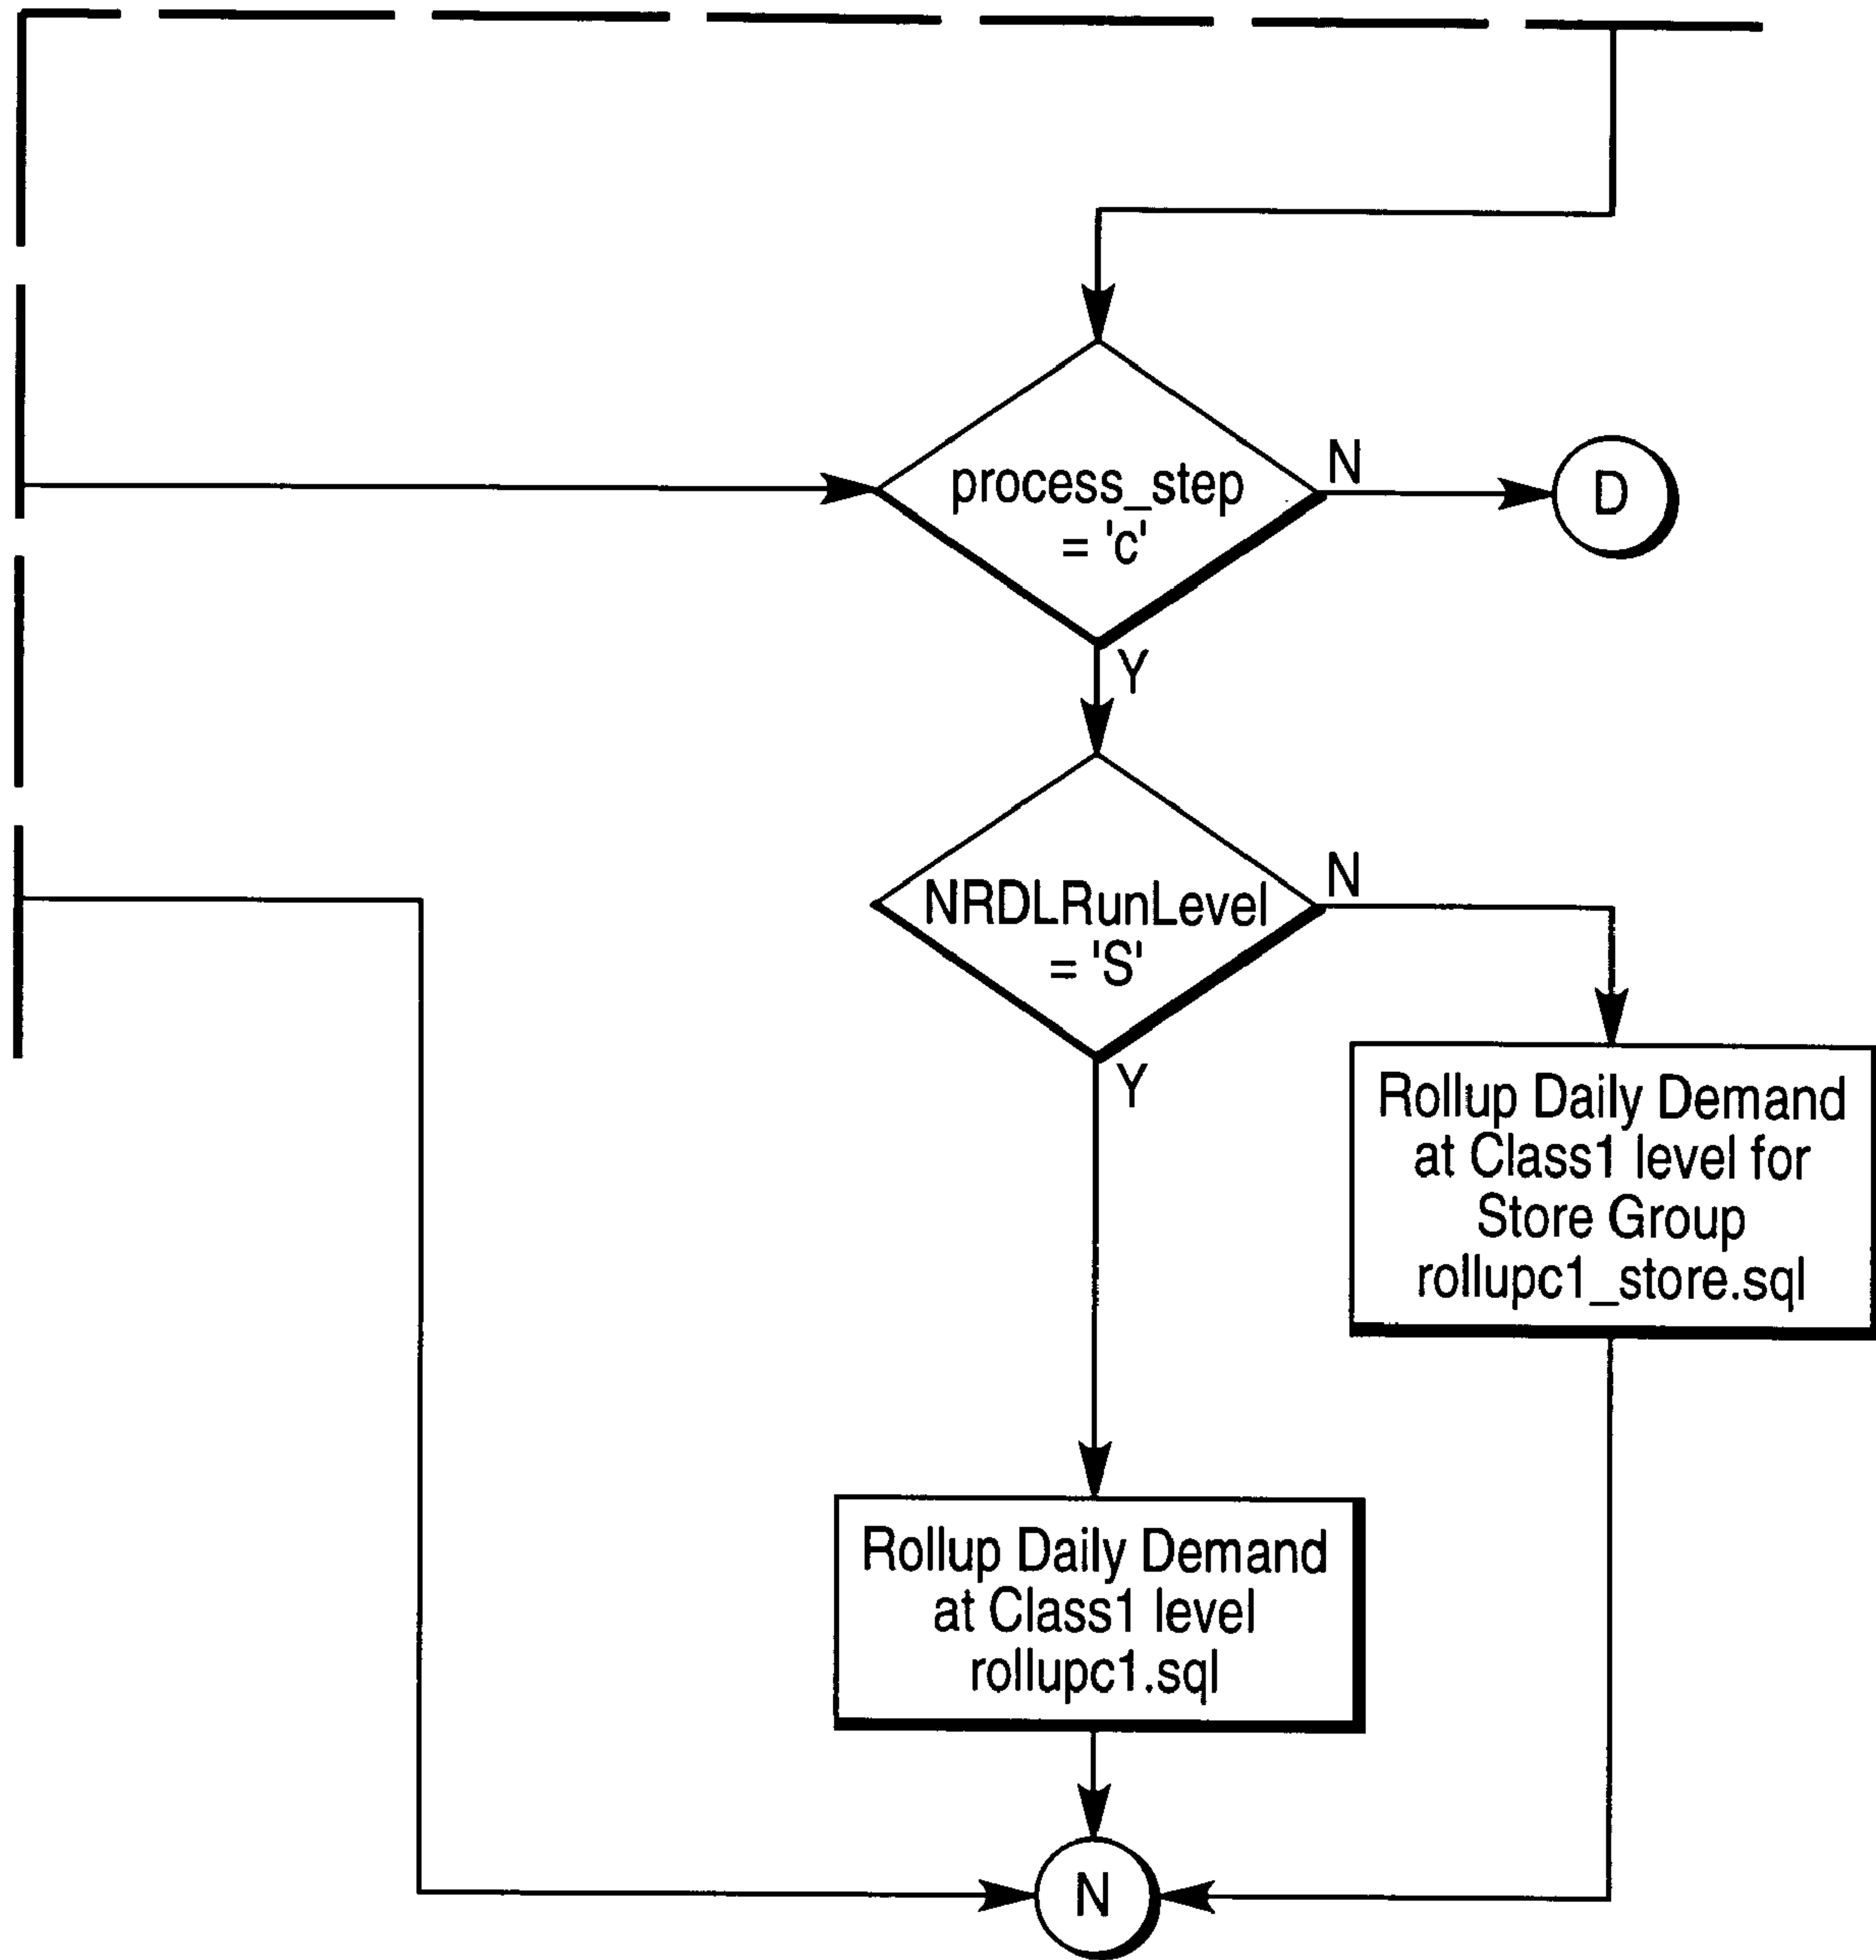 process_step
= 'c'
N
D
Y
NRDLRunLevel
= 'S'
N
Y
Rollup Daily Demand
at Class1 level for
Store Group
rollupc1_store.sql
Rollup Daily Demand
at Class1 level
rollupc1.sql
N